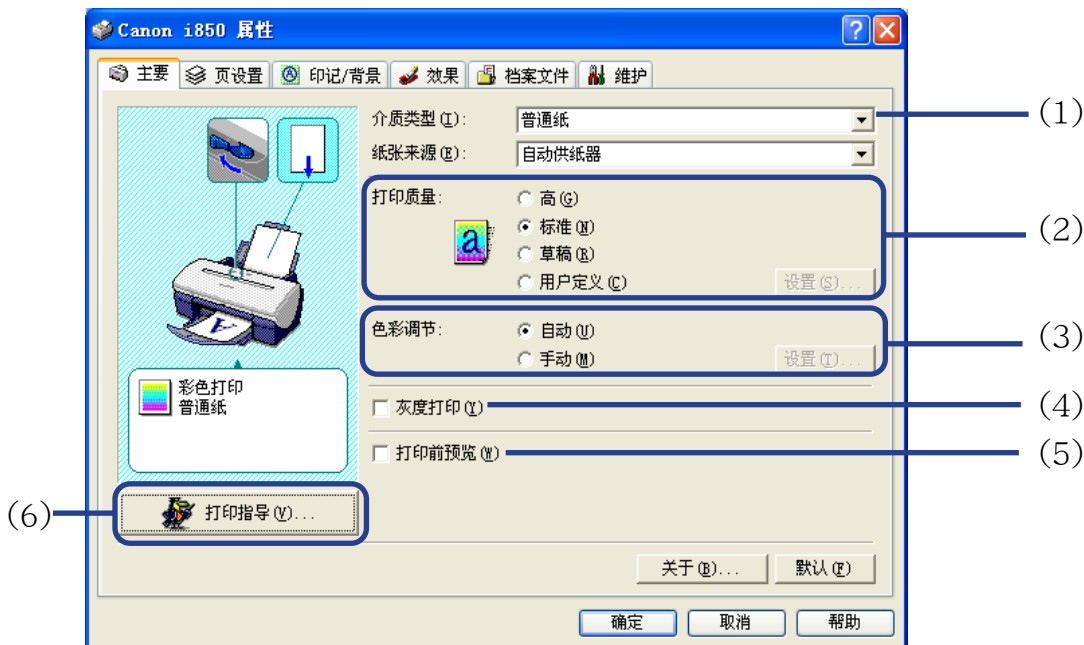 Canon i850 属性
主要 页设置 印记/背景 效果 档案文件 维护
介质类型(I): 普通纸 (1)
纸张来源(E): 自动供纸器
打印质量: 高(G)
标准(N) (2)
草稿(R)
用户定义(C) 设置(S)...
色彩调节: 自动(U) (3)
手动(M) 设置(T)...
彩色打印
普通纸
灰度打印(Y) (4)
打印前预览(W) (5)
(6) 打印指导(V)...
关于(B)... 默认(F)
确定 取消 帮助